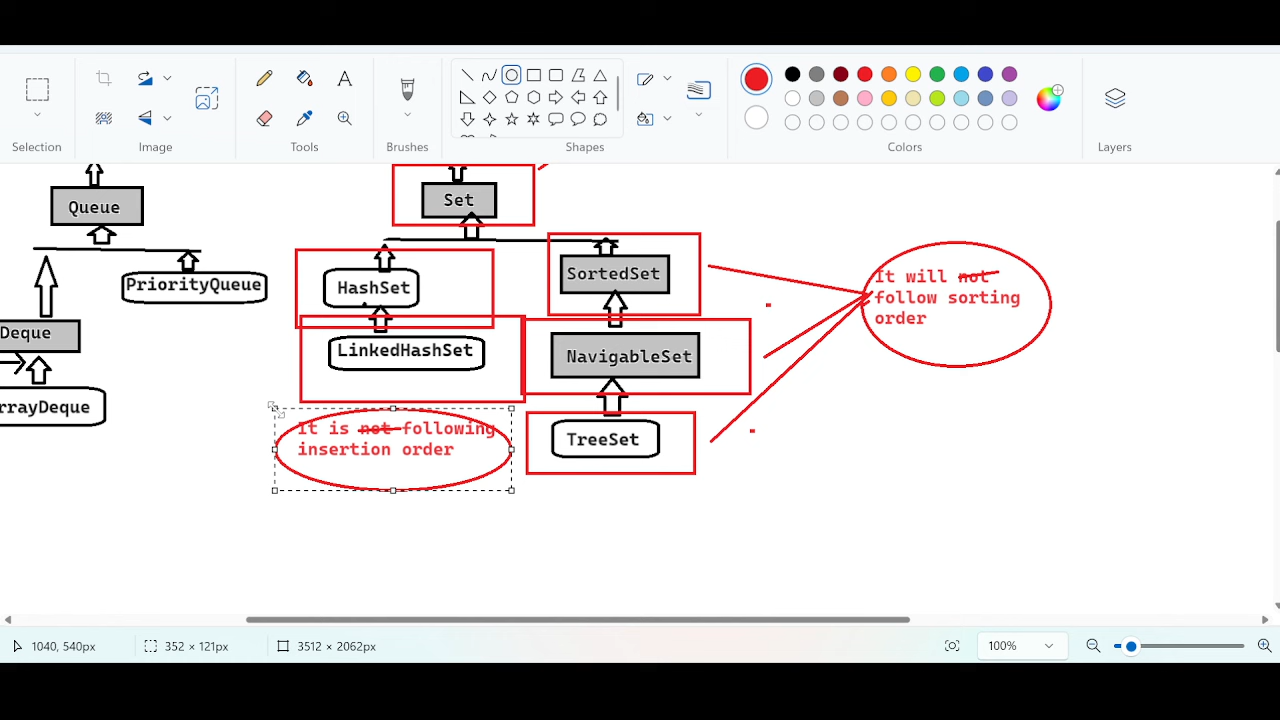 Selection
Image
Tools
Brushes
Shapes
Colors
Layers
Queue
PriorityQueue
Deque
rrayDeque
Set
HashSet
LinkedHashSet
It is not following
insertion order
SortedSet
NavigableSet
TreeSet
It will not
follow sorting
order
1040, 540px
352 × 121px
3512 × 2062px
100%